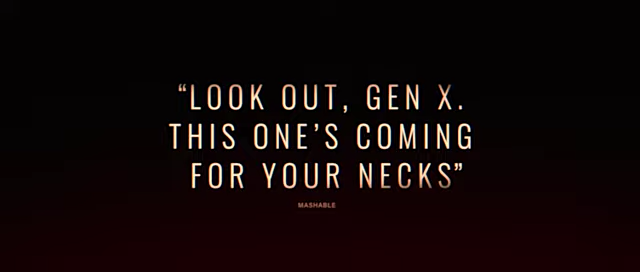 “LOOK OUT, GEN X.
THIS ONE’S COMING
FOR YOUR NECKS”
MASHABLE